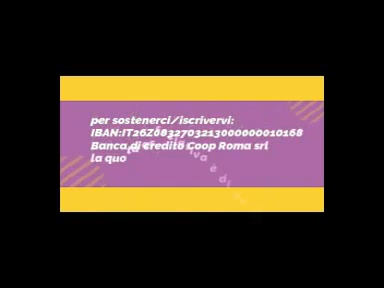 per sostenerci/iscrivervi:
IBAN:IT26Z0832703213000000010168
Banca di Credito Coop Roma srl
la quo